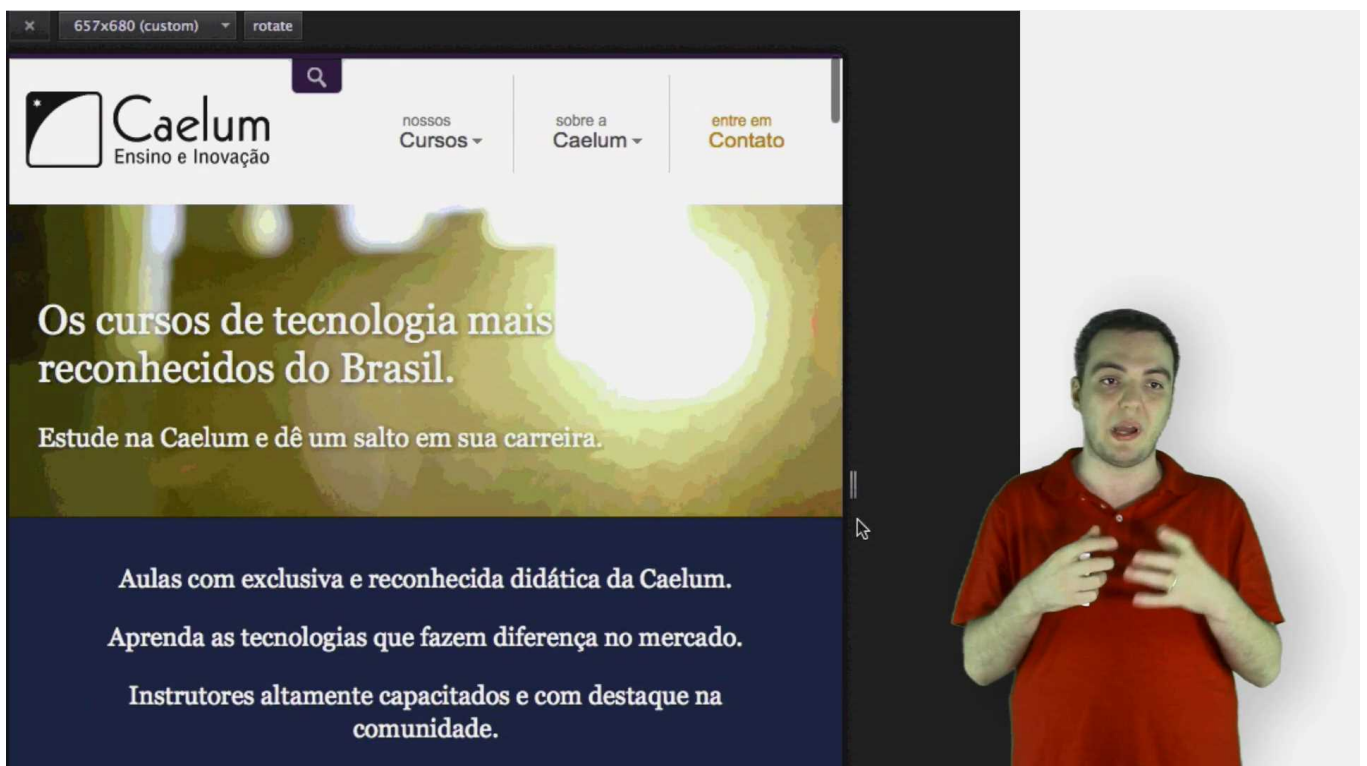 × 657x680 (custom) rotate
Caelum
Ensino e Inovação
nossos
Cursos
sobre a
Caelum
entre em
Contato
Os cursos de tecnologia mais
reconhecidos do Brasil.
Estude na Caelum e dê um salto em sua carreira.
Aulas com exclusiva e reconhecida didática da Caelum.
Aprenda as tecnologias que fazem diferença no mercado.
Instrutores altamente capacitados e com destaque na
comunidade.